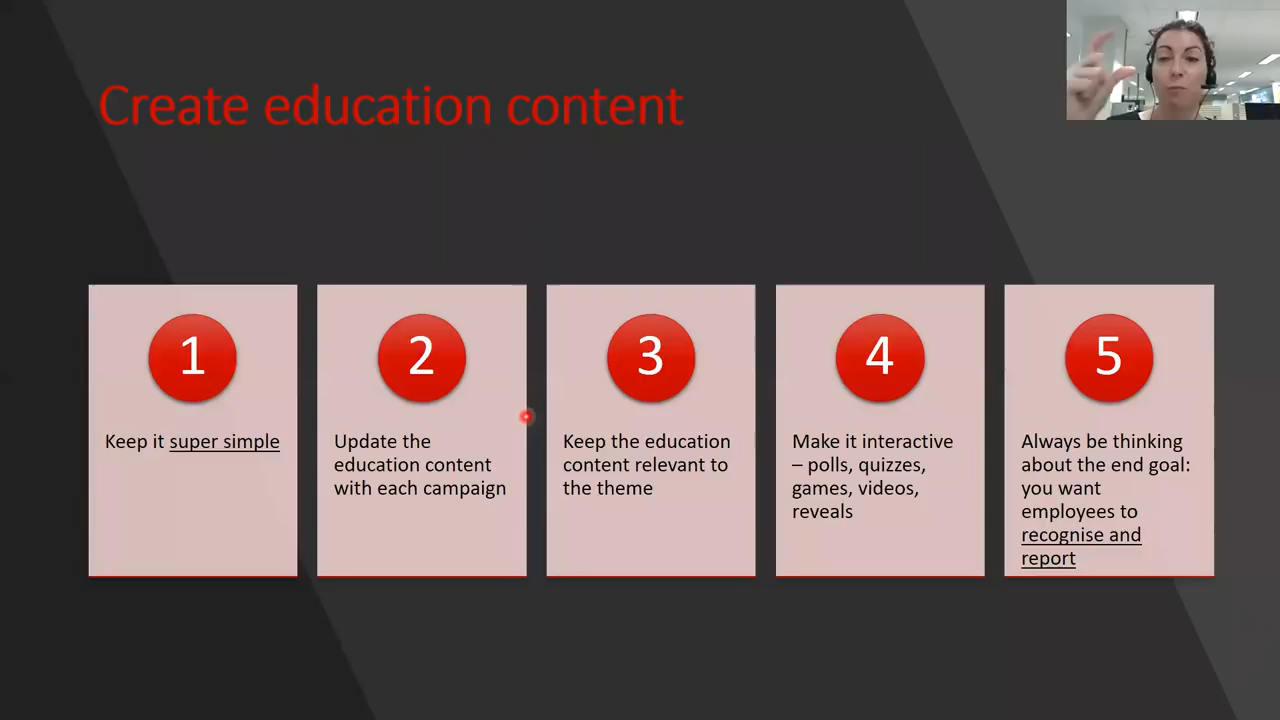 Create education content
1
Keep it super simple
2
Update the
education content
with each campaign
3
Keep the education
content relevant to
the theme
4
Make it interactive
– polls, quizzes,
games, videos,
reveals
5
Always be thinking
about the end goal:
you want
employees to
recognise and
report